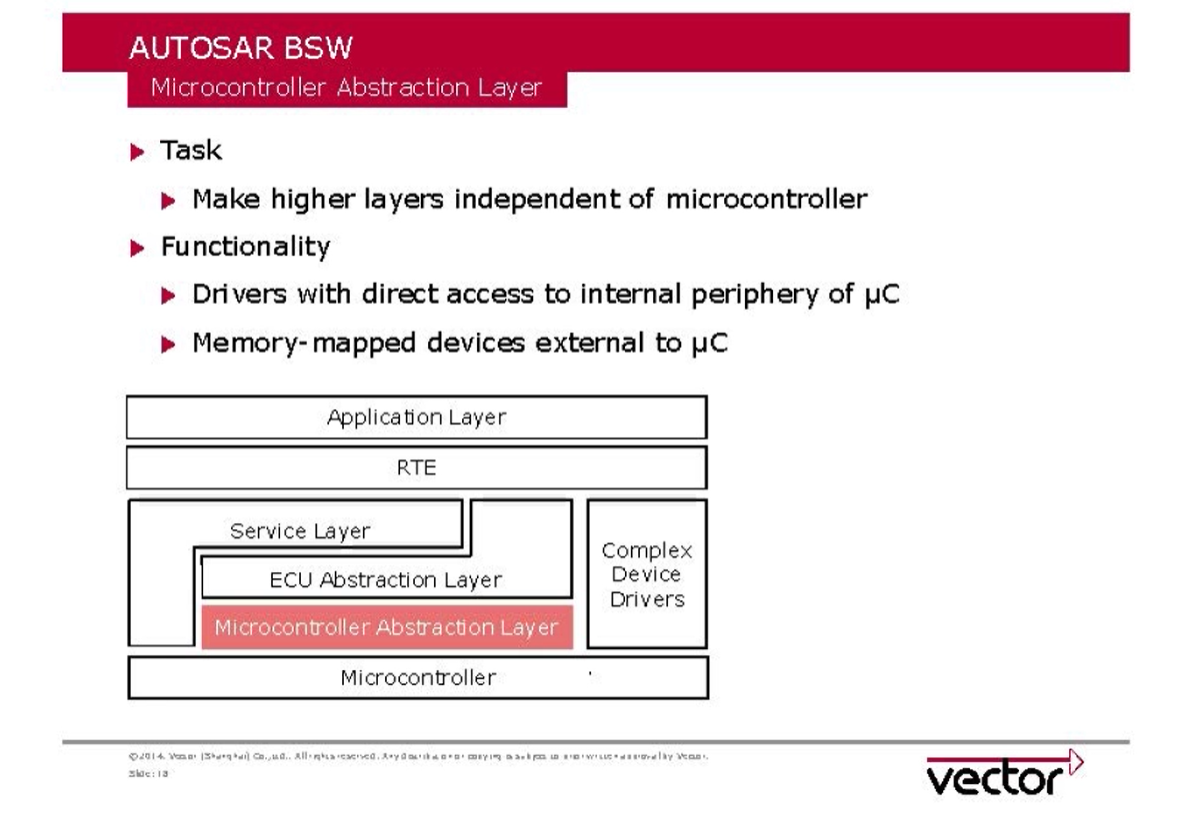 AUTOSAR BSW
Microcontroller Abstraction Layer
Task
Make higher layers independent of microcontroller
Functionality
Drivers with direct access to internal periphery of µC
Memory-mapped devices external to µC
Application Layer
RTE
Service Layer
ECU Abstraction Layer
Complex
Device
Drivers
Microcontroller Abstraction Layer
Microcontroller
©2014. Vector (Shanghai) Co., Ltd.. All rights reserved. Any distribution or copying is subject to prior written approval by Vector.
Slide: 18
vector